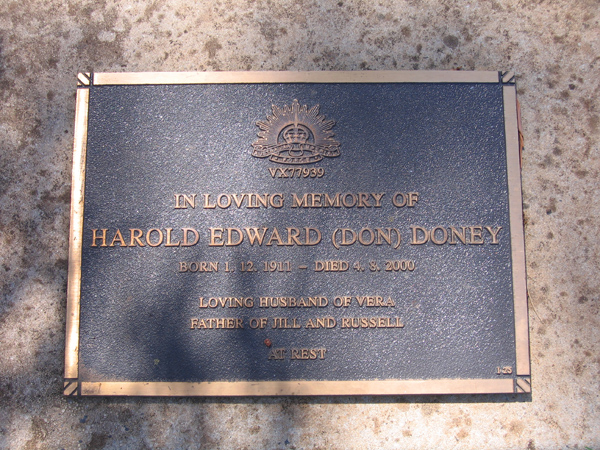 VX77939
IN LOVING MEMORY OF
HAROLD EDWARD (DON) DONEY
BORN 1. 12. 1911 – DIED 4. 8. 2000
LOVING HUSBAND OF VERA
FATHER OF JILL AND RUSSELL
AT REST